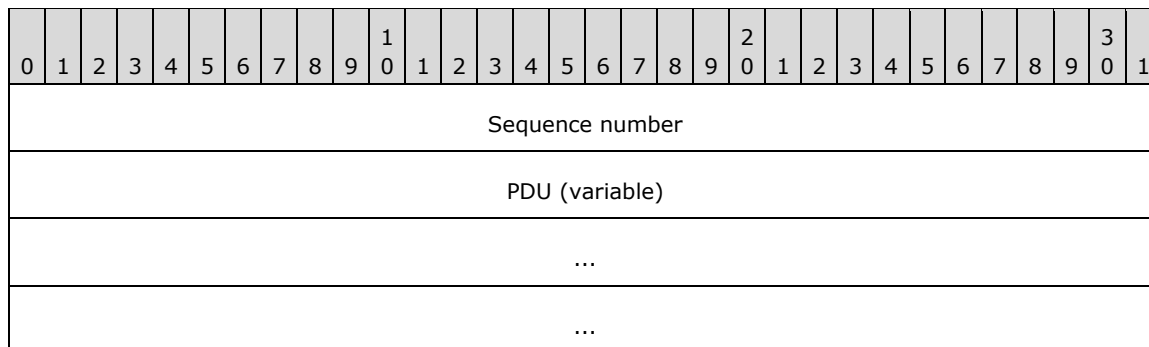 1 2 3
0 1 2 3 4 5 6 7 8 9 0 1 2 3 4 5 6 7 8 9 0 1 2 3 4 5 6 7 8 9 0 1
Sequence number
PDU (variable)
...
...